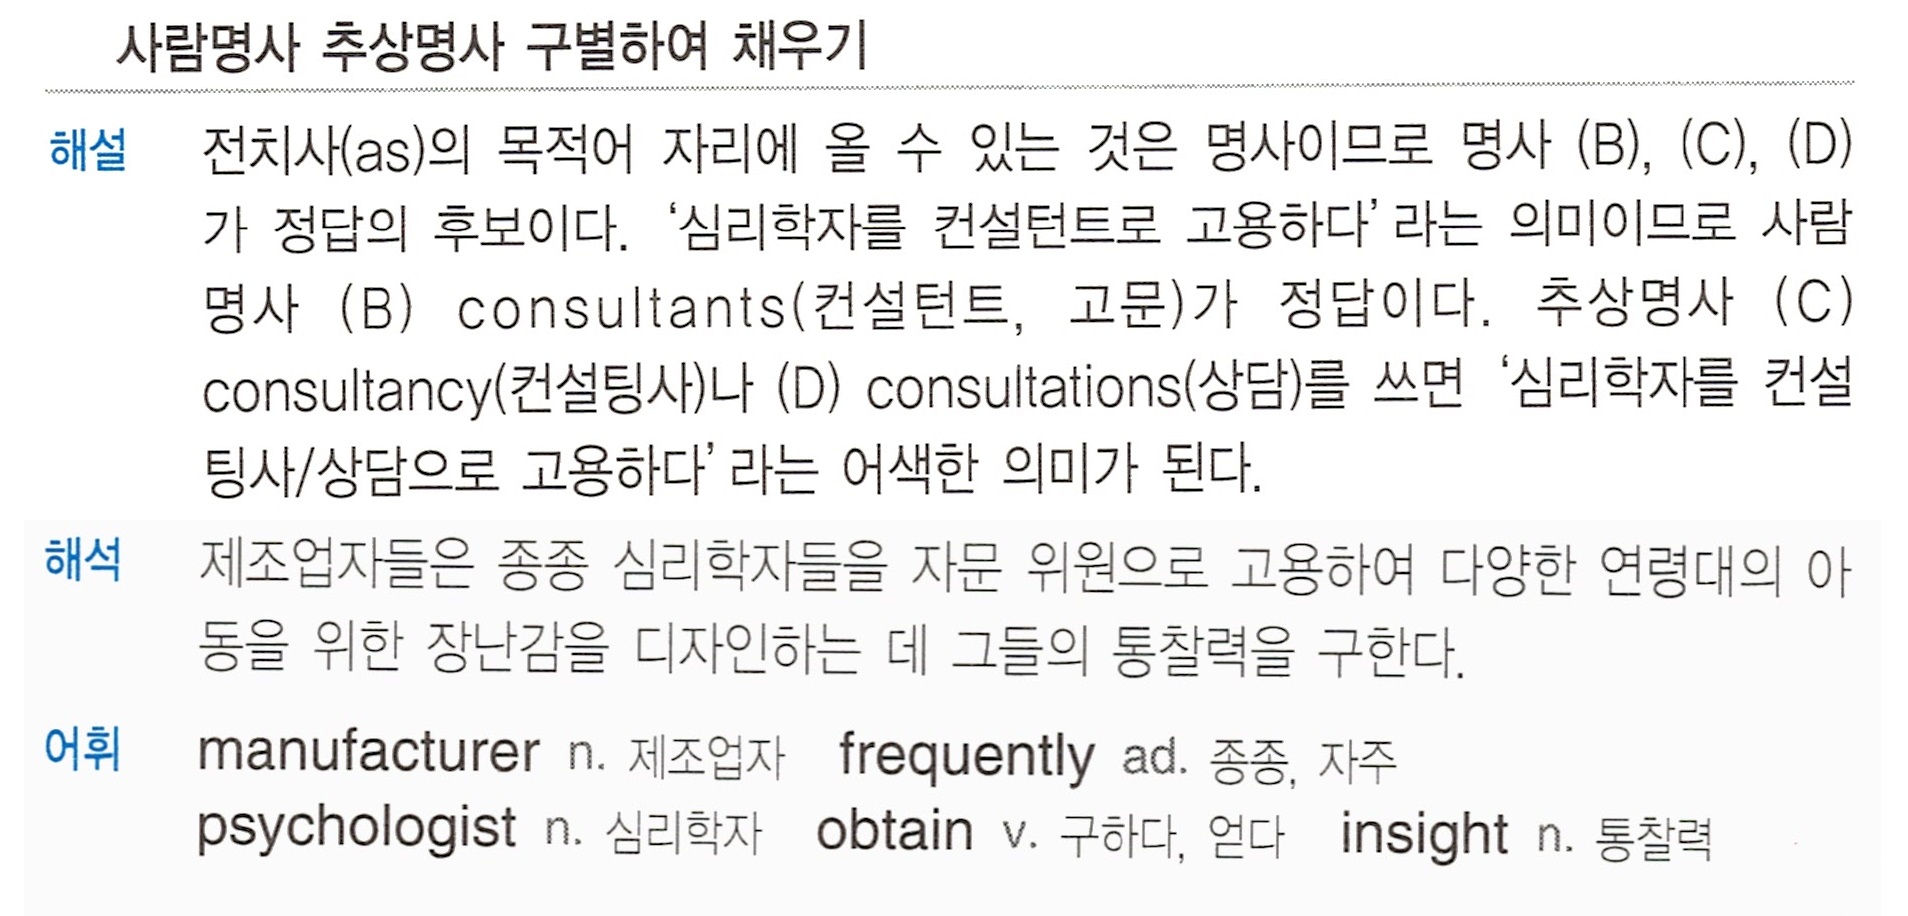 사람명사 추상명사 구별하여 채우기
해설 전치사(as)의 목적어 자리에 올 수 있는 것은 명사이므로 명사 (B), (C), (D)
가 정답의 후보이다. ‘심리학자를 컨설턴트로 고용하다’라는 의미이므로 사람
명사 (B) consultants(컨설턴트, 고문)가 정답이다. 추상명사 (C)
consultancy(컨설팅사)나 (D) consultations(상담)를 쓰면 ‘심리학자를 컨설
팅사/상담으로 고용하다’라는 어색한 의미가 된다.
해석 제조업자들은 종종 심리학자들을 자문 위원으로 고용하여 다양한 연령대의 아
동을 위한 장난감을 디자인하는 데 그들의 통찰력을 구한다.
어휘 manufacturer n. 제조업자 frequently ad. 종종, 자주
psychologist n. 심리학자 obtain v. 구하다, 얻다 insight n. 통찰력